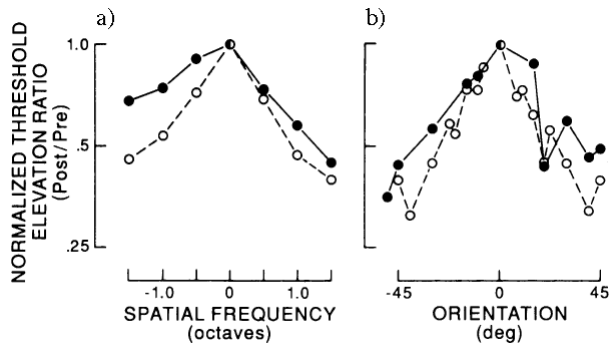 a)
b)
NORMALIZED THRESHOLD
ELEVATION RATIO
(Post/Pre)
1.0
.5
.25
-1.0 0 1.0
SPATIAL FREQUENCY
(octaves)
-45 0 45
ORIENTATION
(deg)